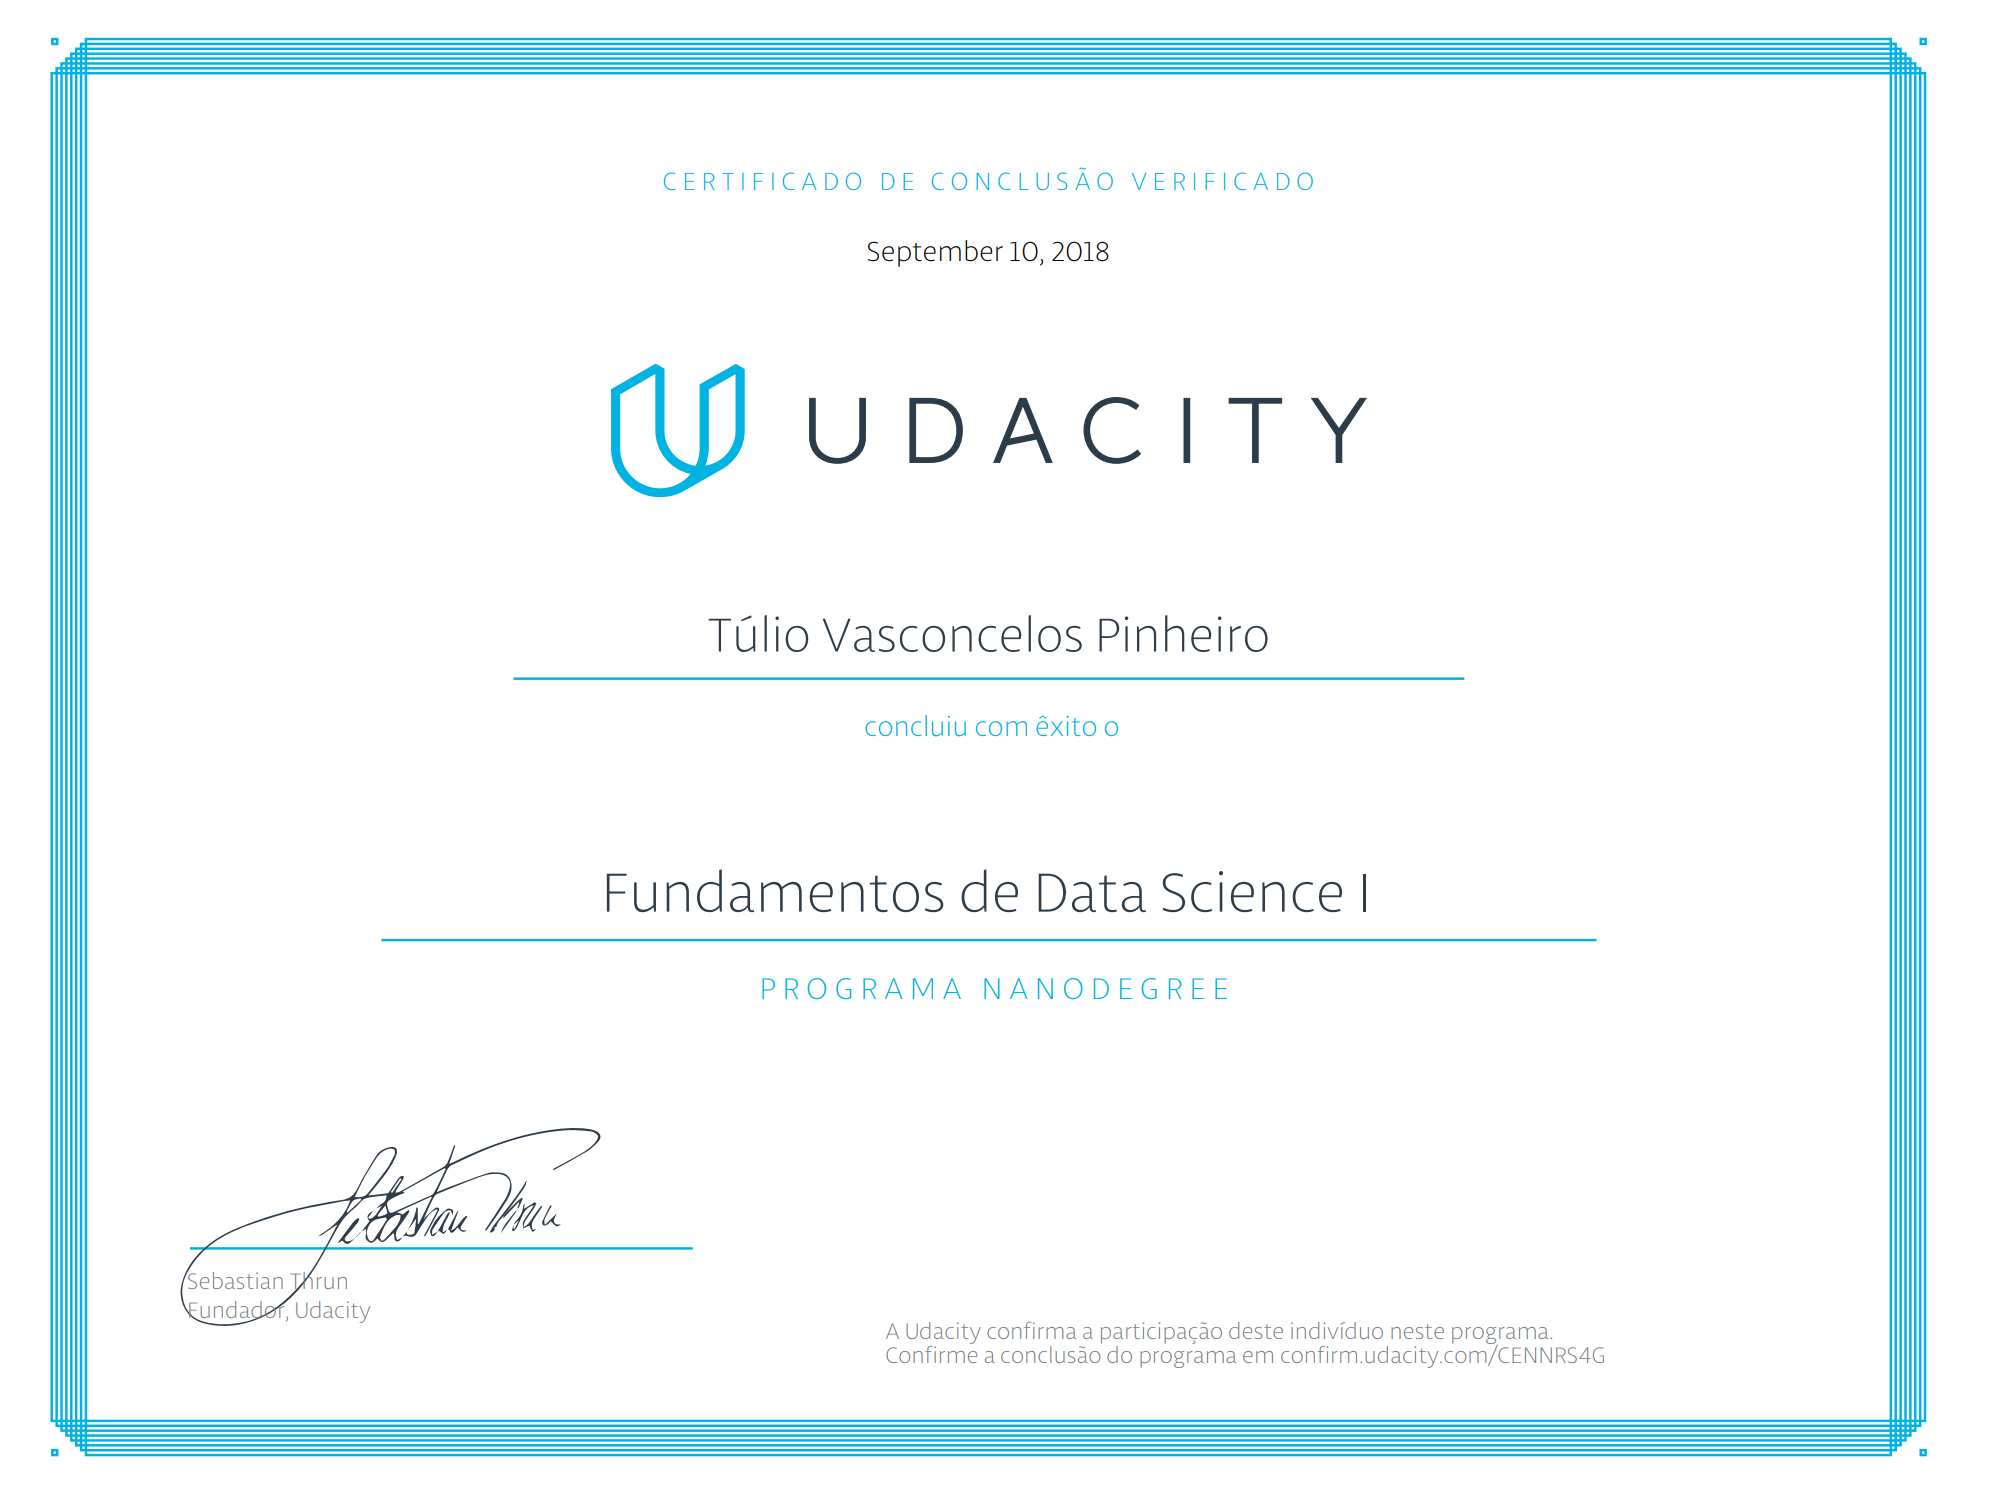 CERTIFICADO DE CONCLUSÃO VERIFICADO
September 10, 2018
UDACITY
Túlio Vasconcelos Pinheiro
concluiu com êxito o
Fundamentos de Data Science I
PROGRAMA NANODEGREE
Sebastian Thrun
Sebastian Thrun
Fundador, Udacity
A Udacity confirma a participação deste indivíduo neste programa.
Confirme a conclusão do programa em confirm.udacity.com/CENNRS4G